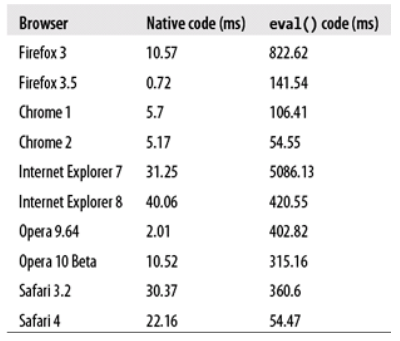 Browser Native code (ms) eval() code (ms)
Firefox 3 10.57 822.62
Firefox 3.5 0.72 141.54
Chrome 1 5.7 106.41
Chrome 2 5.17 54.55
Internet Explorer 7 31.25 5086.13
Internet Explorer 8 40.06 420.55
Opera 9.64 2.01 402.82
Opera 10 Beta 10.52 315.16
Safari 3.2 30.37 360.6
Safari 4 22.16 54.47